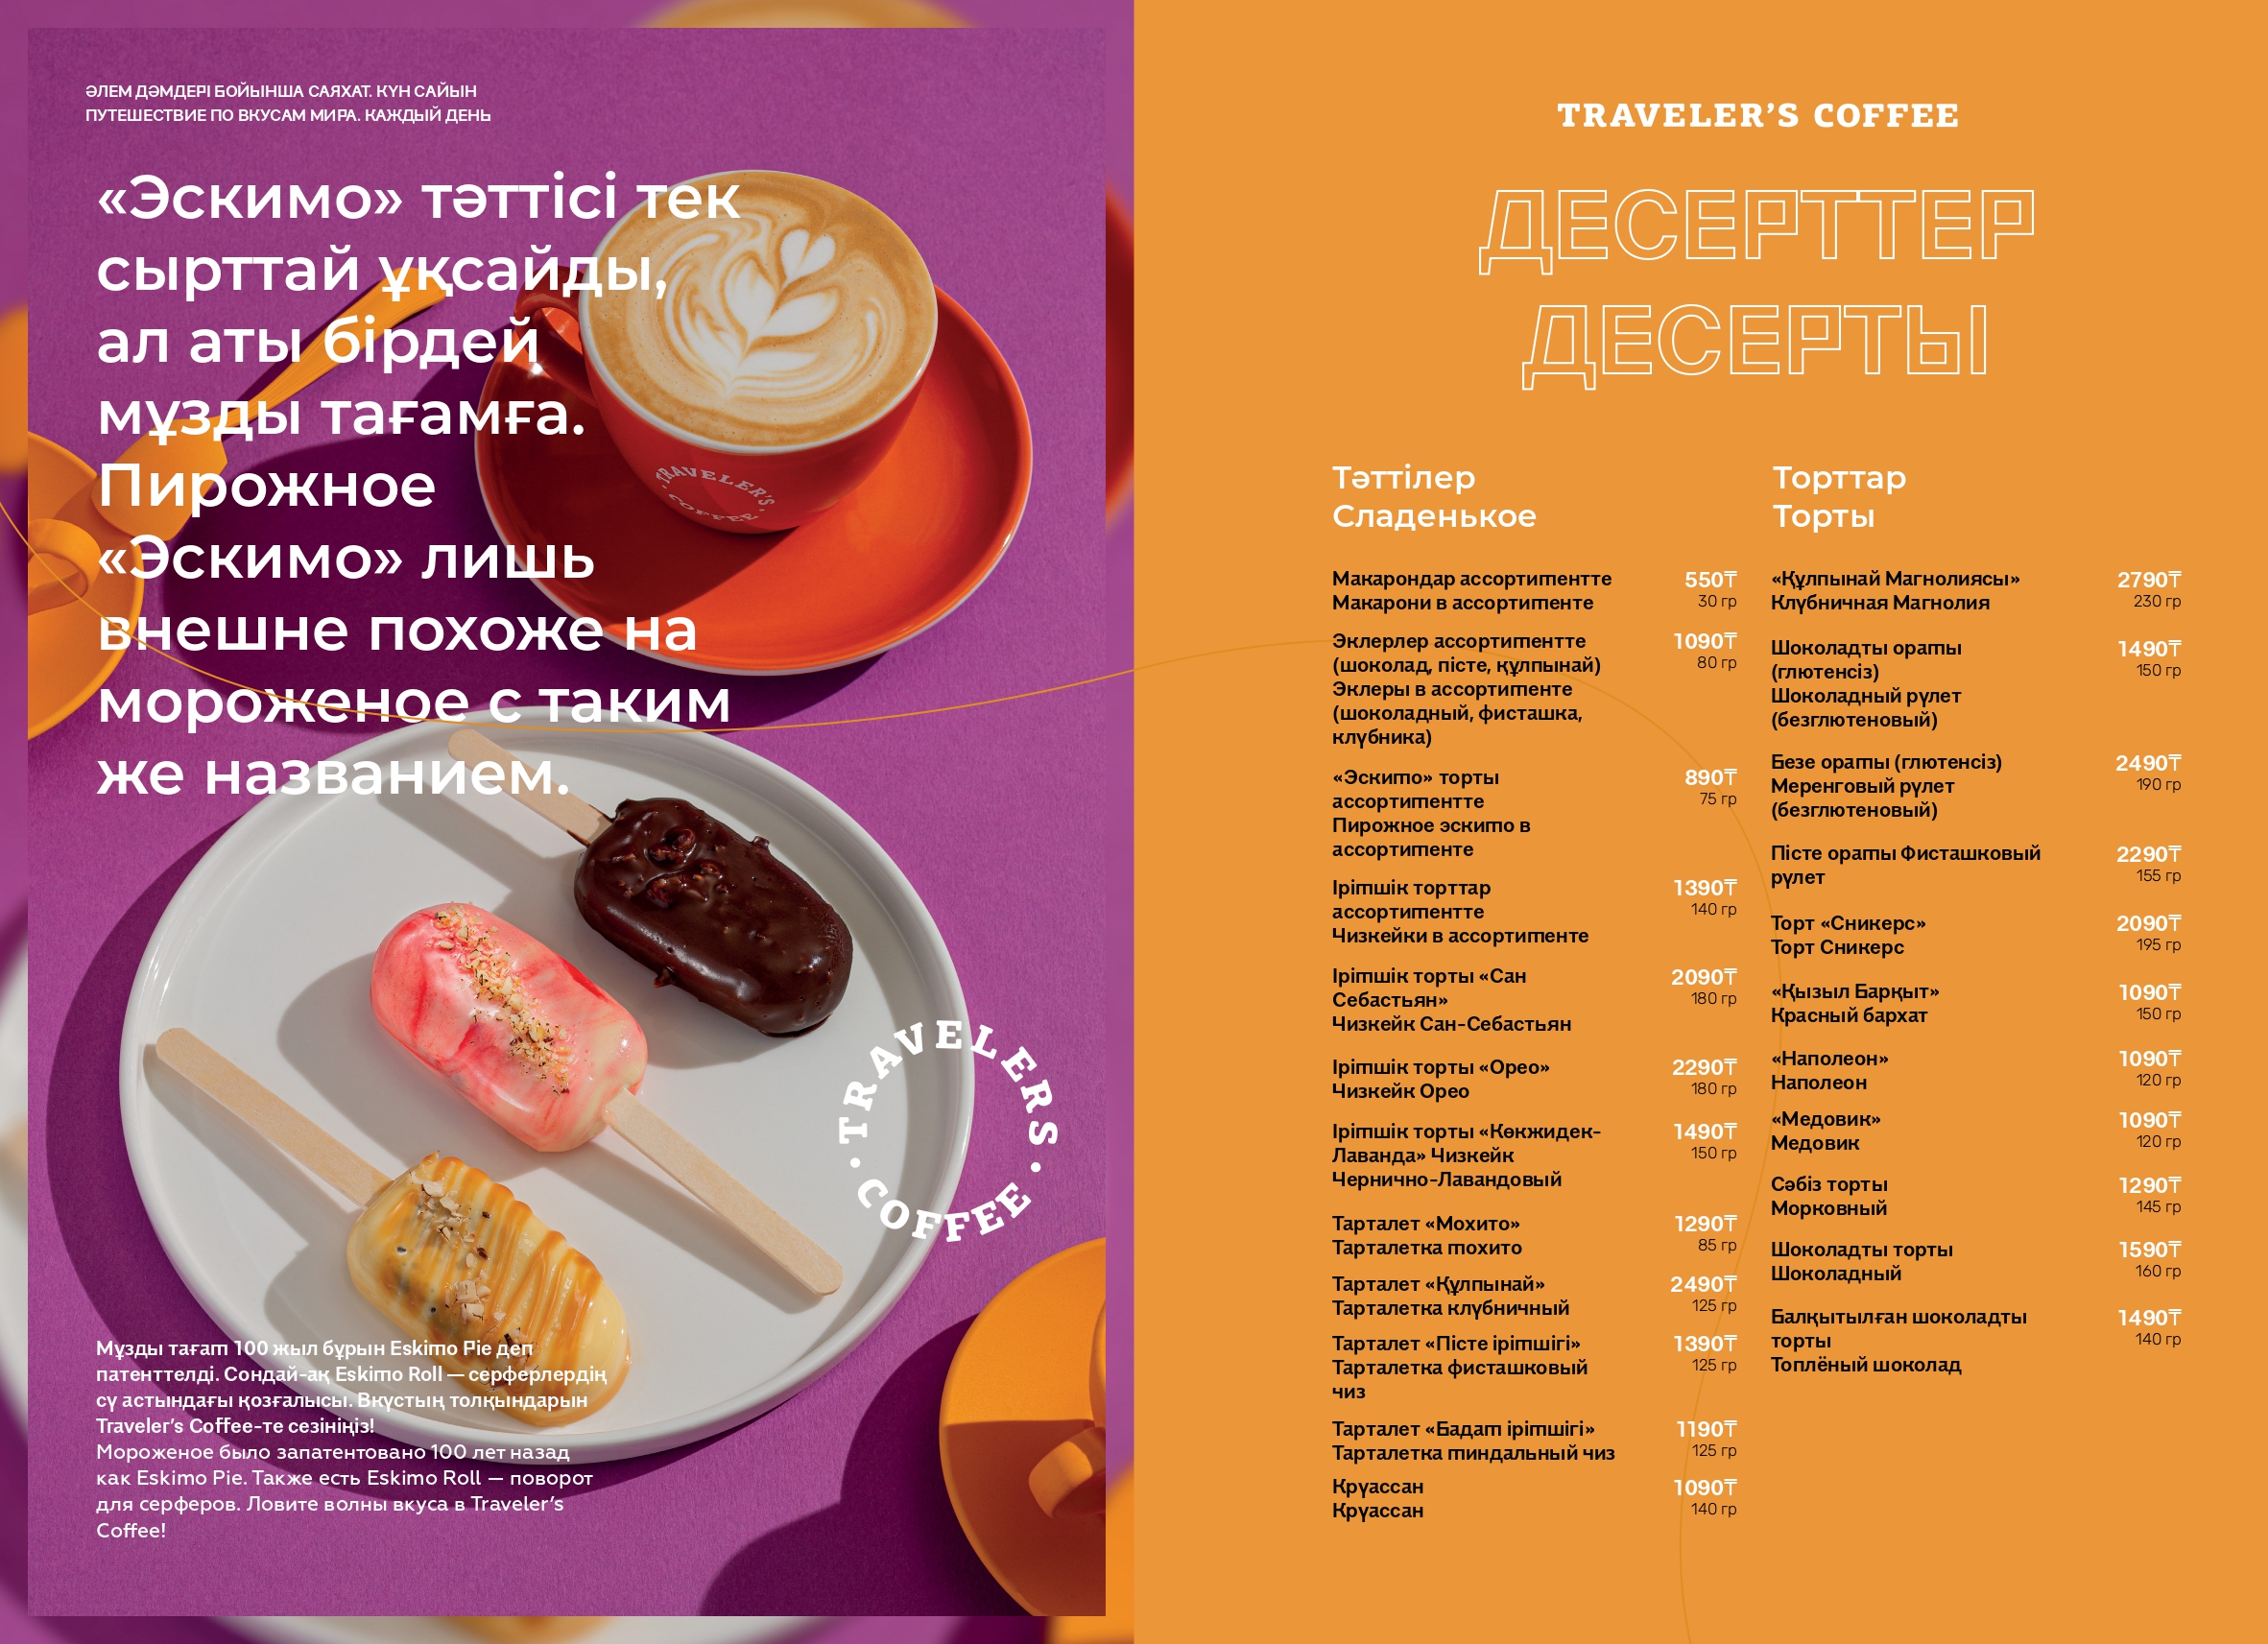 ӘЛЕМ ДӘМДЕРІ БОЙЫНША САЯХАТ. КҮН САЙЫН
ПУТЕШЕСТВИЕ ПО ВКУСАМ МИРА. КАЖДЫЙ ДЕНЬ
«Эскимо» тәттісі тек
сырттай ұқсайды,
ал аты бірдей
мұзды тағамға.
Пирожное
«Эскимо» лишь
внешне похоже на
мороженое с таким
же названием.
TRAVELER'S
COFFEE
TRAVELERS
COFFEE
Мұзды тағам 100 жыл бұрын Eskimo Pie деп
патенттелді. Сондай-ақ Eskimo Roll — серферлердің
су астындағы қозғалысы. Вкустың толқындарын
Traveler's Coffee-те сезініңіз!
Мороженое было запатентовано 100 лет назад
как Eskimo Pie. Также есть Eskimo Roll — поворот
для серферов. Ловите волны вкуса в Traveler's
Coffee!
TRAVELER'S COFFEE
ДЕСЕРТТЕР
ДЕСЕРТЫ
Тәттілер
Сладенькое
Макарондар ассортиментте 550₸
Макарони в ассортименте 30 гр
Эклерлер ассортиментте 1090₸
(шоколад, пісте, құлпынай) 80 гр
Эклеры в ассортименте
(шоколадный, фисташка,
клубника)
«Эскимо» торты 890₸
ассортиментте 75 гр
Пирожное эскимо в
ассортименте
Ірімшік торттар 1390₸
ассортиментте 140 гр
Чизкейки в ассортименте
Ірімшік торты «Сан 2090₸
Себастьян» 180 гр
Чизкейк Сан-Себастьян
Ірімшік торты «Орео» 2290₸
Чизкейк Орео 180 гр
Ірімшік торты «Көкжидек- 1490₸
Лаванда» Чизкейк 150 гр
Чернично-Лавандовый
Тарталет «Мохито» 1290₸
Тарталетка мохито 85 гр
Тарталет «Құлпынай» 2490₸
Тарталетка клубничный 125 гр
Тарталет «Пісте ірімшігі» 1390₸
Тарталетка фисташковый 125 гр
чиз
Тарталет «Бадам ірімшігі» 1190₸
Тарталетка миндальный чиз 125 гр
Круассан 1090₸
Круассан 140 гр
Торттар
Торты
«Құлпынай Магнолиясы» 2790₸
Клубничная Магнолия 230 гр
Шоколадты орамы 1490₸
(глютенсіз) 150 гр
Шоколадный рулет
(безглютеновый)
Безе орамы (глютенсіз) 2490₸
Меренговый рулет 190 гр
(безглютеновый)
Пісте орамы Фисташковый 2290₸
рулет 155 гр
Торт «Сникерс» 2090₸
Торт Сникерс 195 гр
«Қызыл Барқыт» 1090₸
Красный бархат 150 гр
«Наполеон» 1090₸
Наполеон 120 гр
«Медовик» 1090₸
Медовик 120 гр
Сәбіз торты 1290₸
Морковный 145 гр
Шоколадты торты 1590₸
Шоколадный 160 гр
Балқытылған шоколадты 1490₸
торты 140 гр
Топлёный шоколад